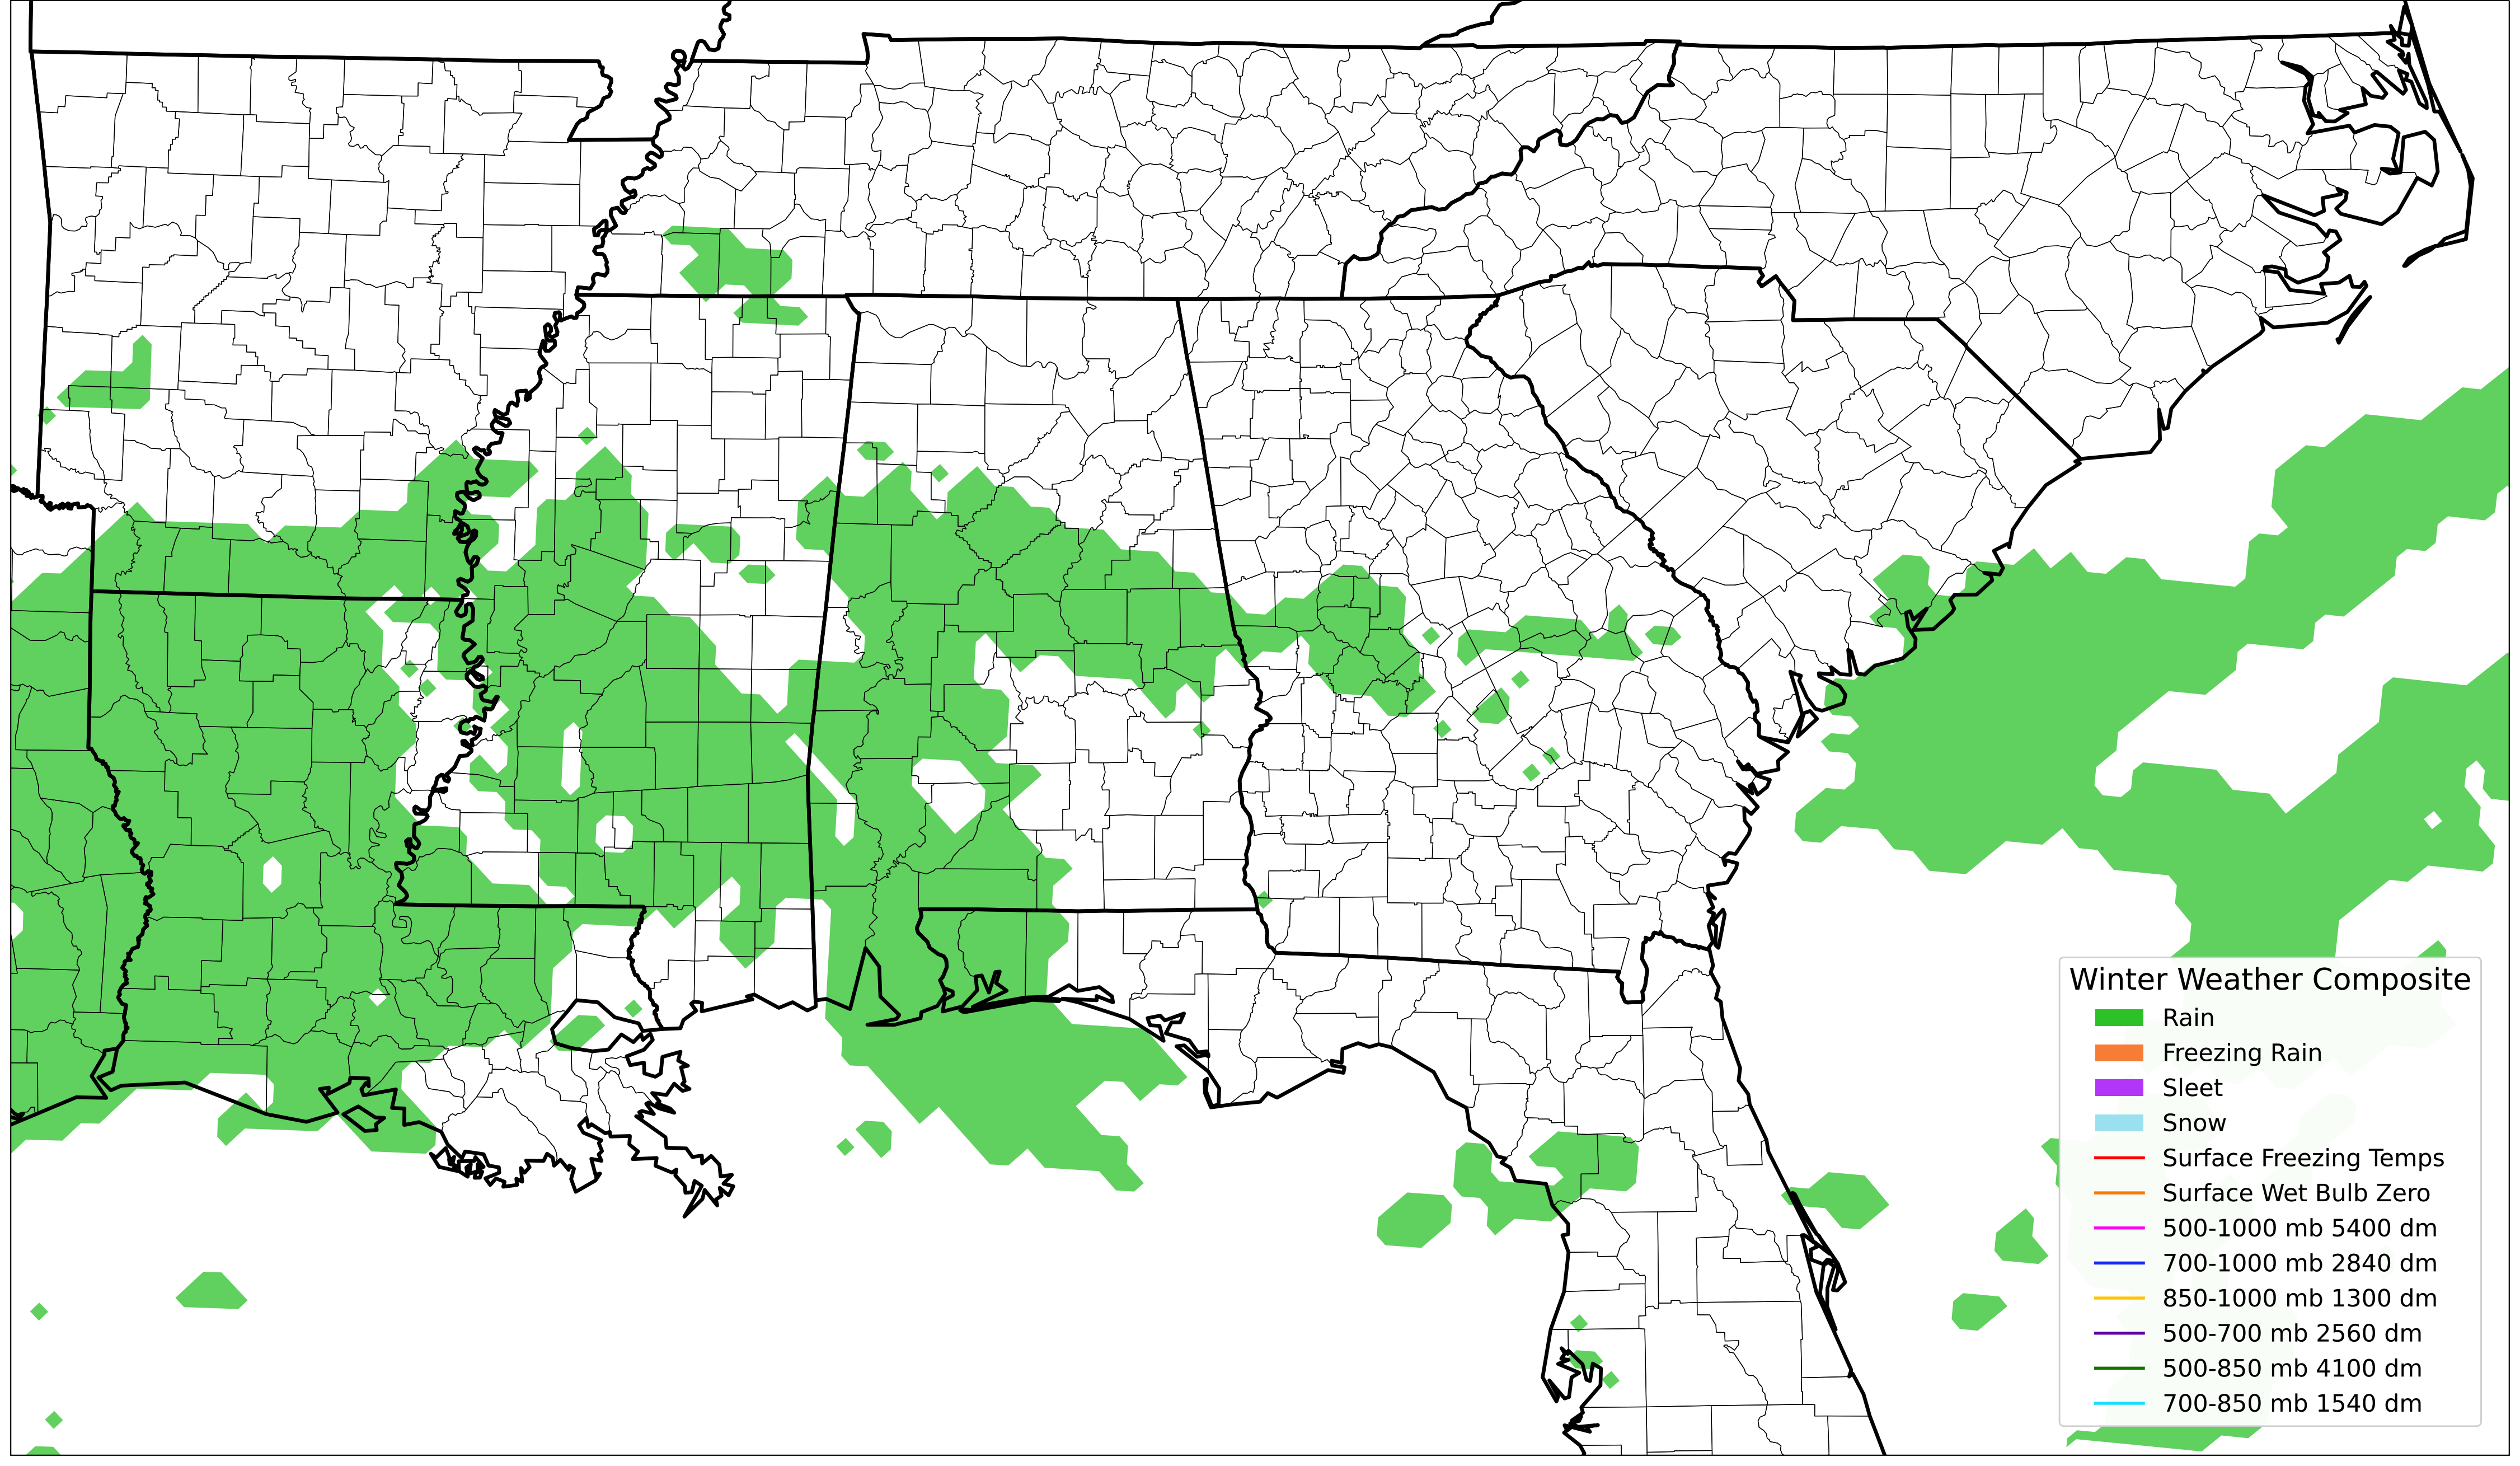 Winter Weather Composite
Rain
Freezing Rain
Sleet
Snow
Surface Freezing Temps
Surface Wet Bulb Zero
500-1000 mb 5400 dm
700-1000 mb 2840 dm
850-1000 mb 1300 dm
500-700 mb 2560 dm
500-850 mb 4100 dm
700-850 mb 1540 dm